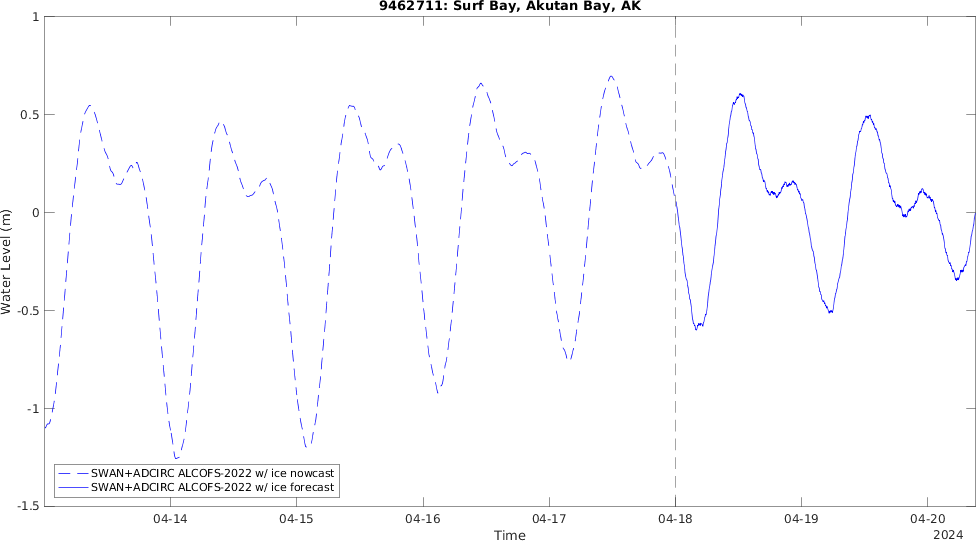 9462711: Surf Bay, Akutan Bay, AK
Water Level (m)
1
0.5
0
-0.5
-1
-1.5
SWAN+ADCIRC ALCOFS-2022 w/ ice nowcast
SWAN+ADCIRC ALCOFS-2022 w/ ice forecast
04-14 04-15 04-16 04-17 04-18 04-19 04-20
Time
2024